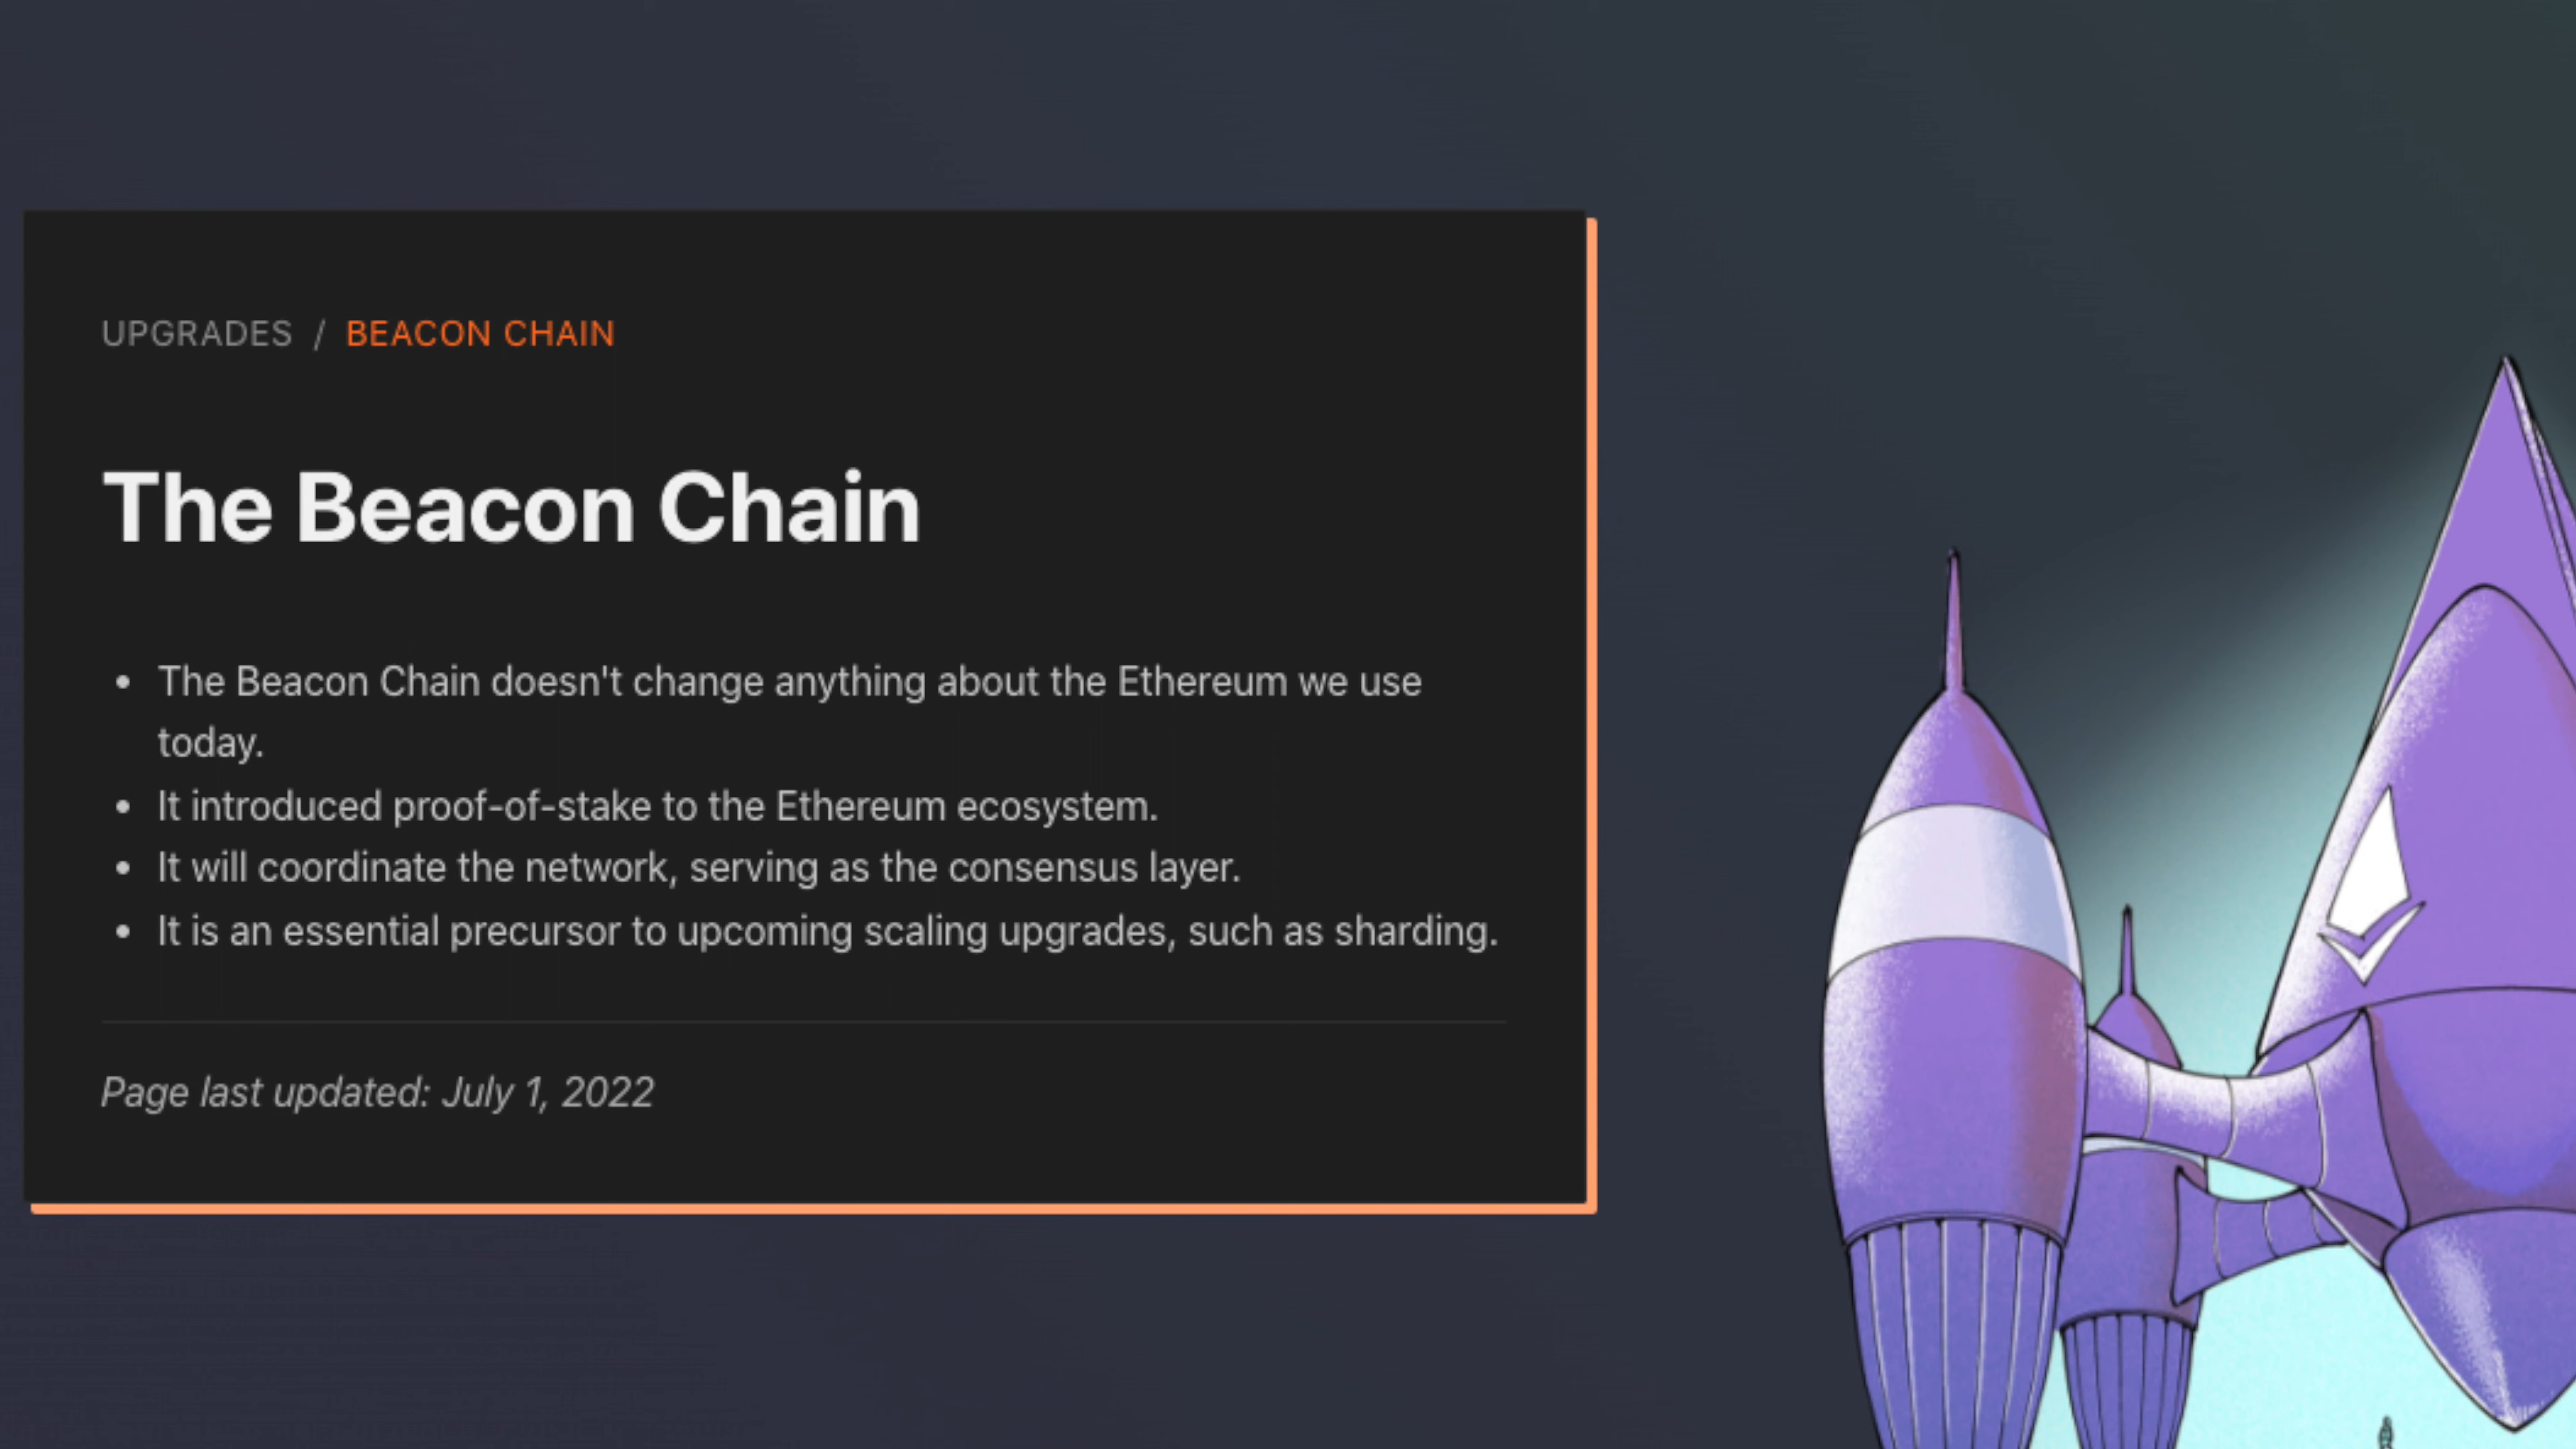 UPGRADES / BEACON CHAIN
The Beacon Chain
• The Beacon Chain doesn't change anything about the Ethereum we use
today.
• It introduced proof-of-stake to the Ethereum ecosystem.
• It will coordinate the network, serving as the consensus layer.
• It is an essential precursor to upcoming scaling upgrades, such as sharding.
Page last updated: July 1, 2022